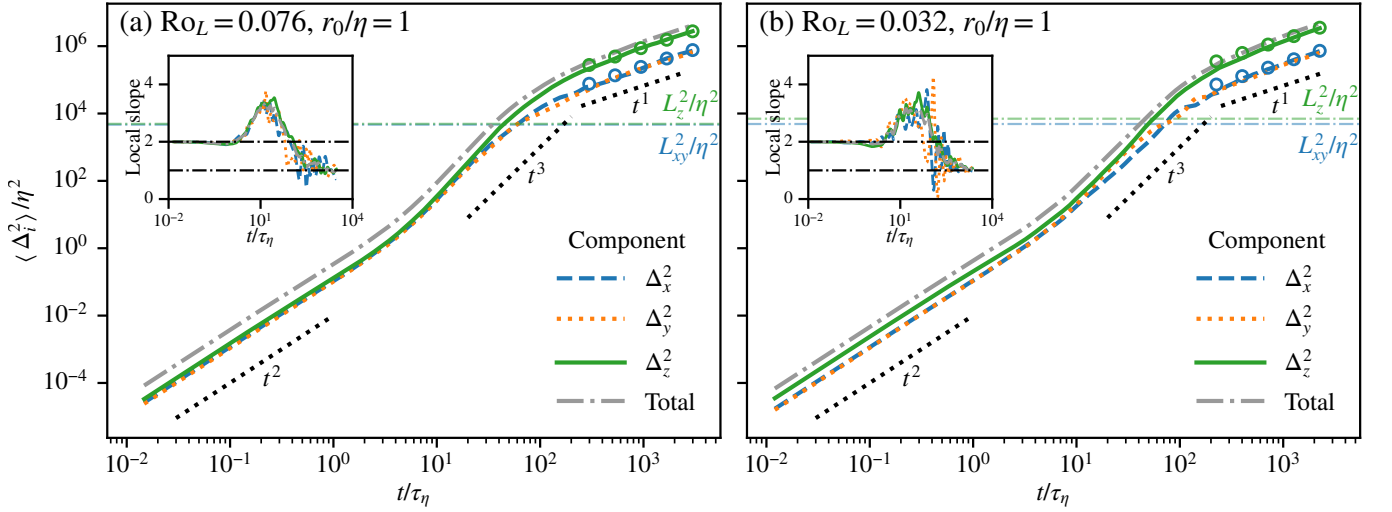 (a) Ro_L = 0.076, r_0/η = 1
⟨Δ_i^2⟩/η^2
10^6
10^4
10^2
10^0
10^−2
10^−4
Local slope
4
2
0
10^−2
10^1
10^4
t/τ_η
t^1
t^3
t^2
L_z^2/η^2
L_xy^2/η^2
Component
Δ_x^2
Δ_y^2
Δ_z^2
Total
10^−2
10^−1
10^0
10^1
10^2
10^3
t/τ_η
(b) Ro_L = 0.032, r_0/η = 1
Local slope
4
2
0
10^−2
10^1
10^4
t/τ_η
t^1
t^3
t^2
L_z^2/η^2
L_xy^2/η^2
Component
Δ_x^2
Δ_y^2
Δ_z^2
Total
10^−2
10^−1
10^0
10^1
10^2
10^3
t/τ_η